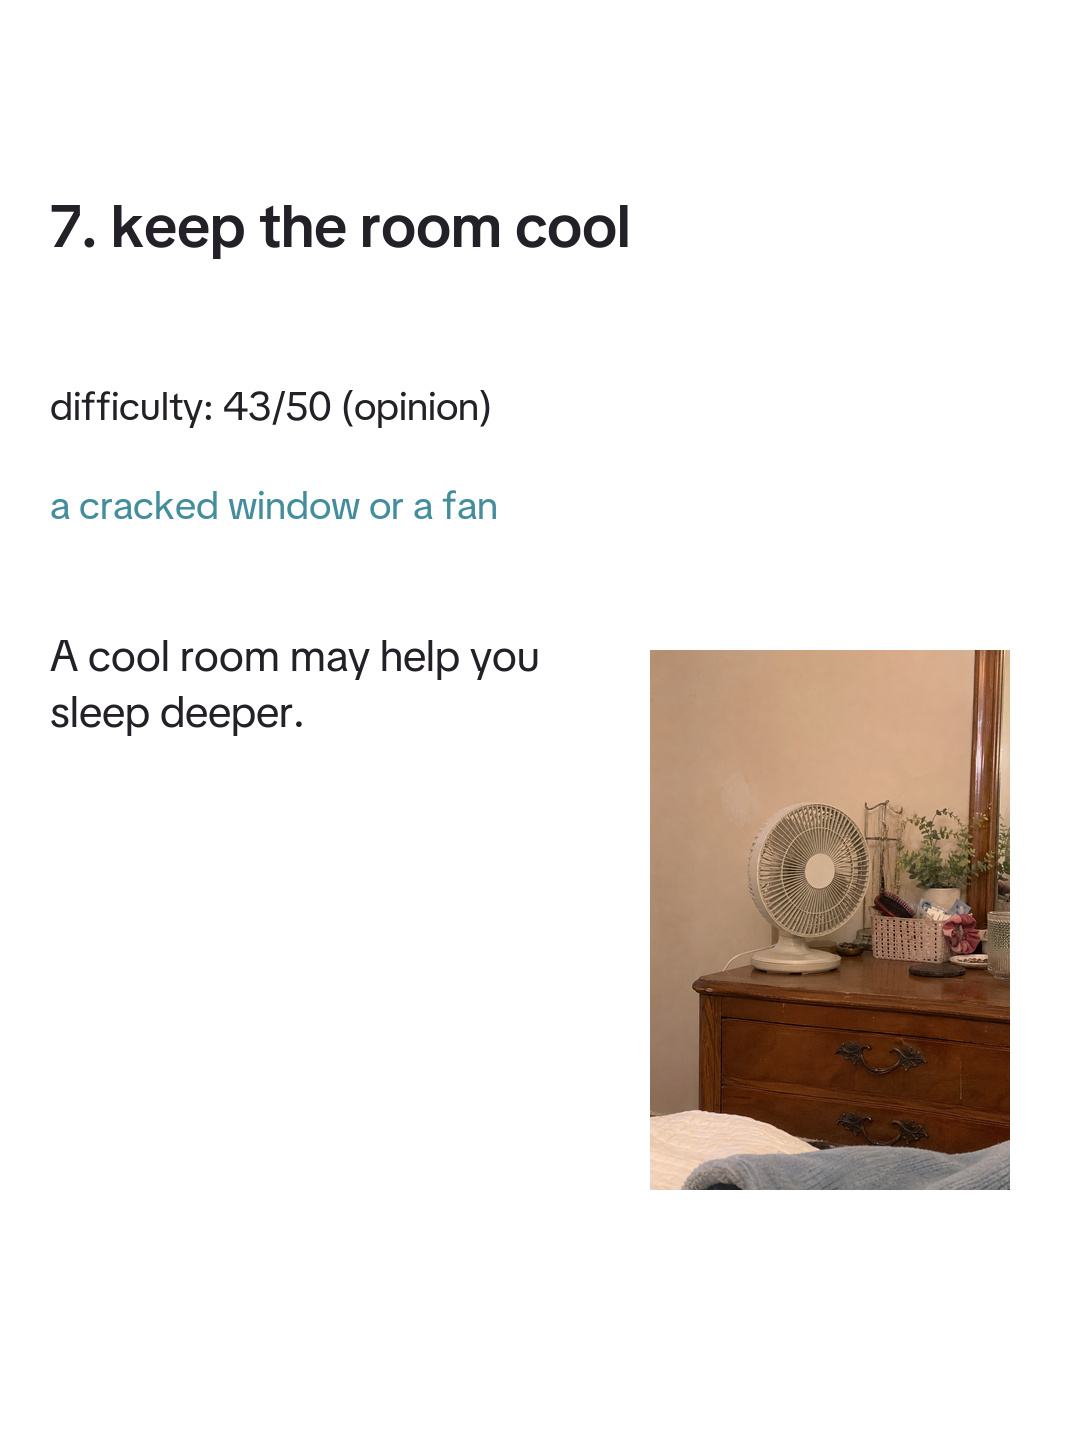 7. keep the room cool
difficulty: 43/50 (opinion)
a cracked window or a fan
A cool room may help you
sleep deeper.